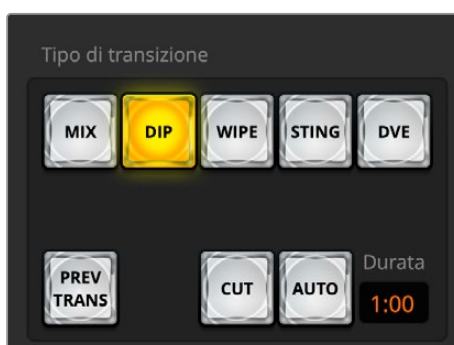 Tipo di transizione
MIX DIP WIPE STING DVE
PREV
TRANS
CUT AUTO
Durata
1:00